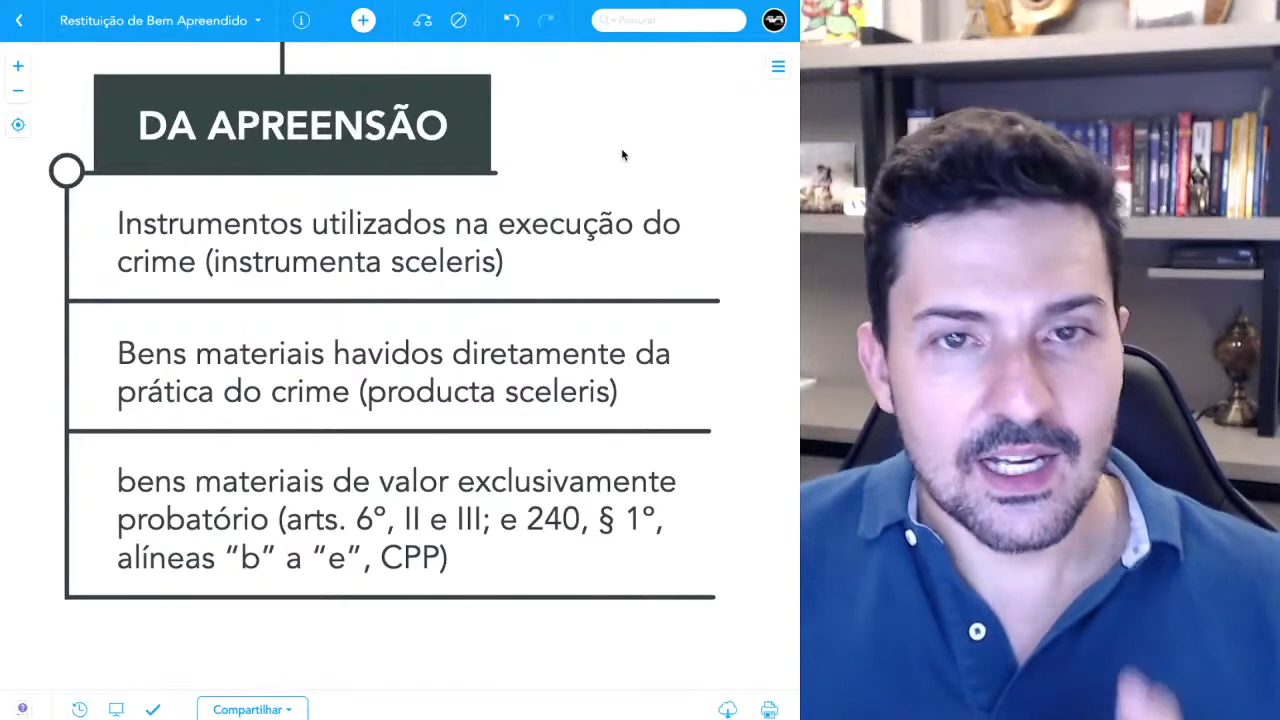 Restituição de Bem Apreendido
Procurar
DA APREENSÃO
Instrumentos utilizados na execução do
crime (instrumenta sceleris)
Bens materiais havidos diretamente da
prática do crime (producta sceleris)
bens materiais de valor exclusivamente
probatório (arts. 6º, II e III; e 240, § 1º,
alíneas “b” a “e”, CPP)
Compartilhar